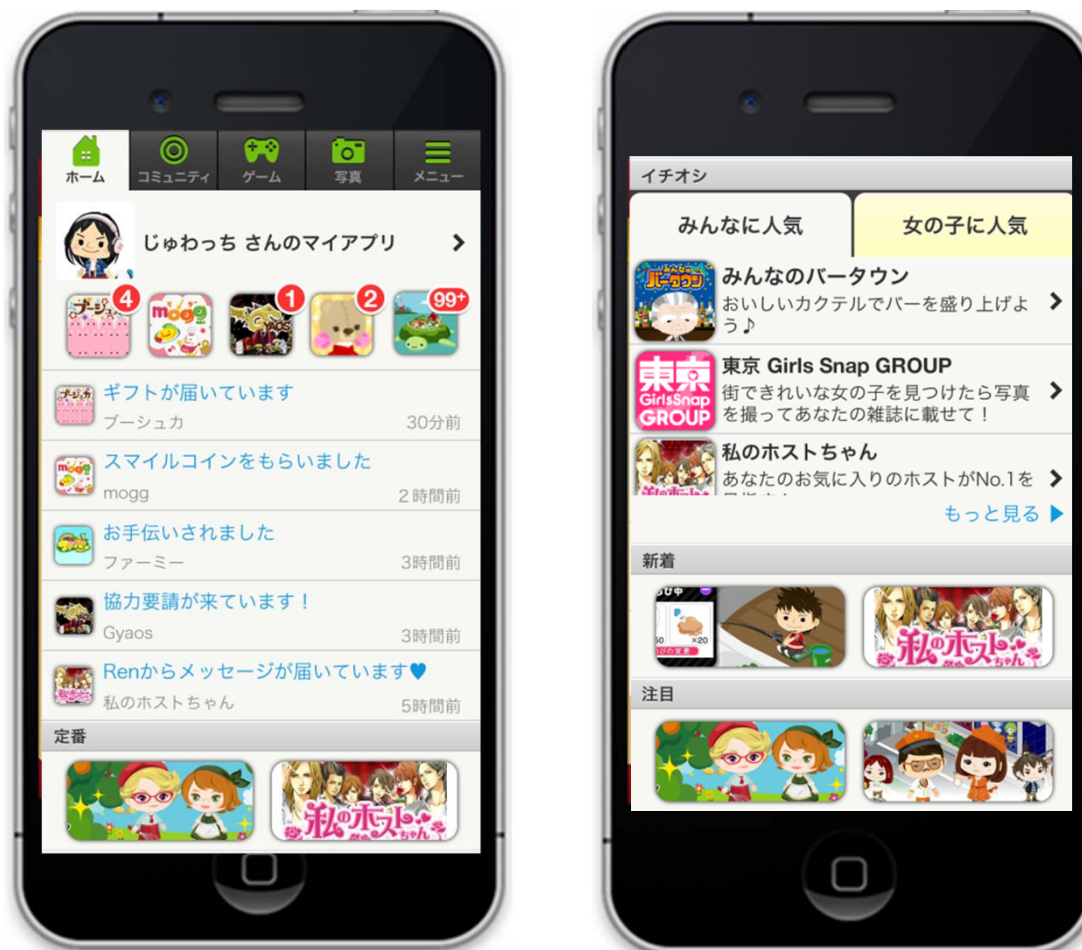 ホーム
コミュニティ
ゲーム
写真
メニュー
じゅわっち さんのマイアプリ
4
1
2
99+
mogg
GYAOS
ギフトが届いています
ブーシュカ
30分前
スマイルコインをもらいました
mogg
2時間前
お手伝いされました
ファーミー
3時間前
協力要請が来ています！
Gyaos
3時間前
Renからメッセージが届いています♥
私のホストちゃん
5時間前
定番
私のホストちゃん
イチオシ
みんなに人気
女の子に人気
みんなの
バータウン
みんなのバータウン
おいしいカクテルでバーを盛り上げよ
う♪
東京
GirlsSnap
GROUP
東京 Girls Snap GROUP
街できれいな女の子を見つけたら写真
を撮ってあなたの雑誌に載せて！
私のホストちゃん
あなたのお気に入りのホストがNo.1を
もっと見る
新着
×20
びの変更
私のホストちゃん
注目